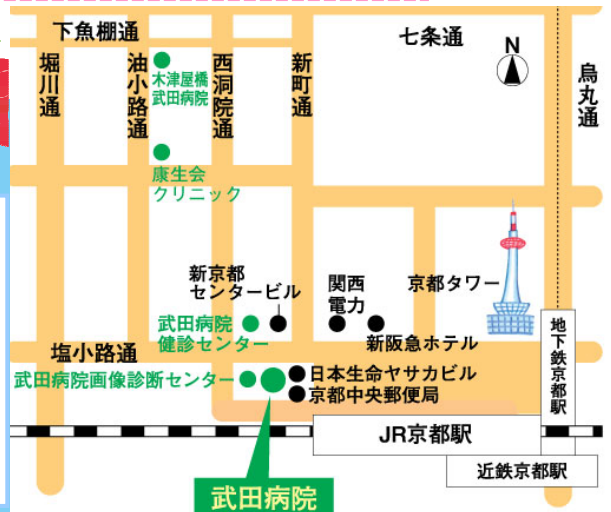 下魚棚通
七条通
N
堀川通
油小路通
木津屋橋
武田病院
西洞院通
新町通
烏丸通
康生会
クリニック
新京都
センタービル
関西
電力
京都タワー
武田病院
健診センター
新阪急ホテル
塩小路通
地下鉄京都駅
武田病院画像診断センター
日本生命ヤサカビル
京都中央郵便局
JR京都駅
近鉄京都駅
武田病院